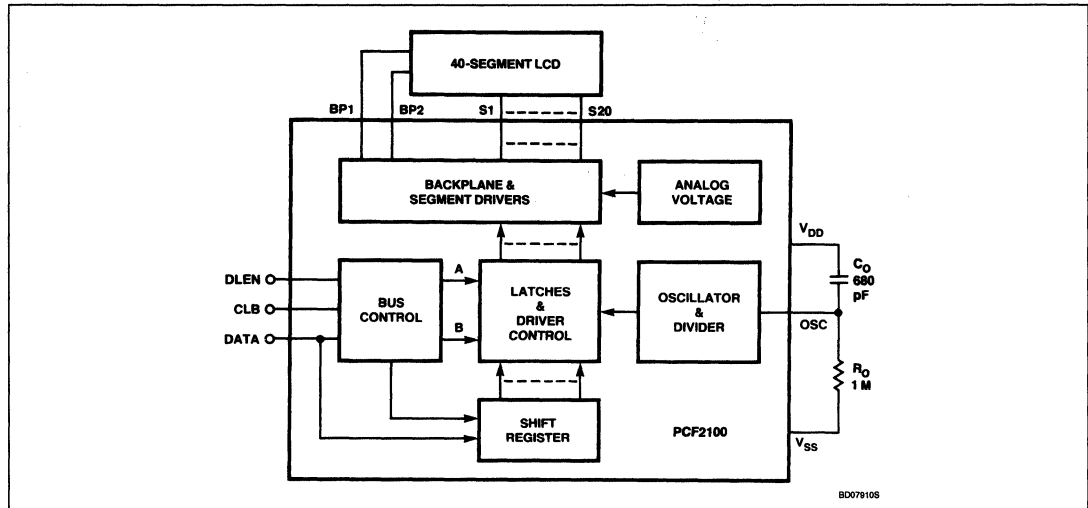 40-SEGMENT LCD
BP1
BP2
S1
S20
BACKPLANE &
SEGMENT DRIVERS
ANALOG
VOLTAGE
VDD
DLEN
CLB
DATA
BUS
CONTROL
A
B
LATCHES
&
DRIVER
CONTROL
OSCILLATOR
&
DIVIDER
OSC
CO
680
pF
RO
1 M
SHIFT
REGISTER
PCF2100
VSS
BD07910S